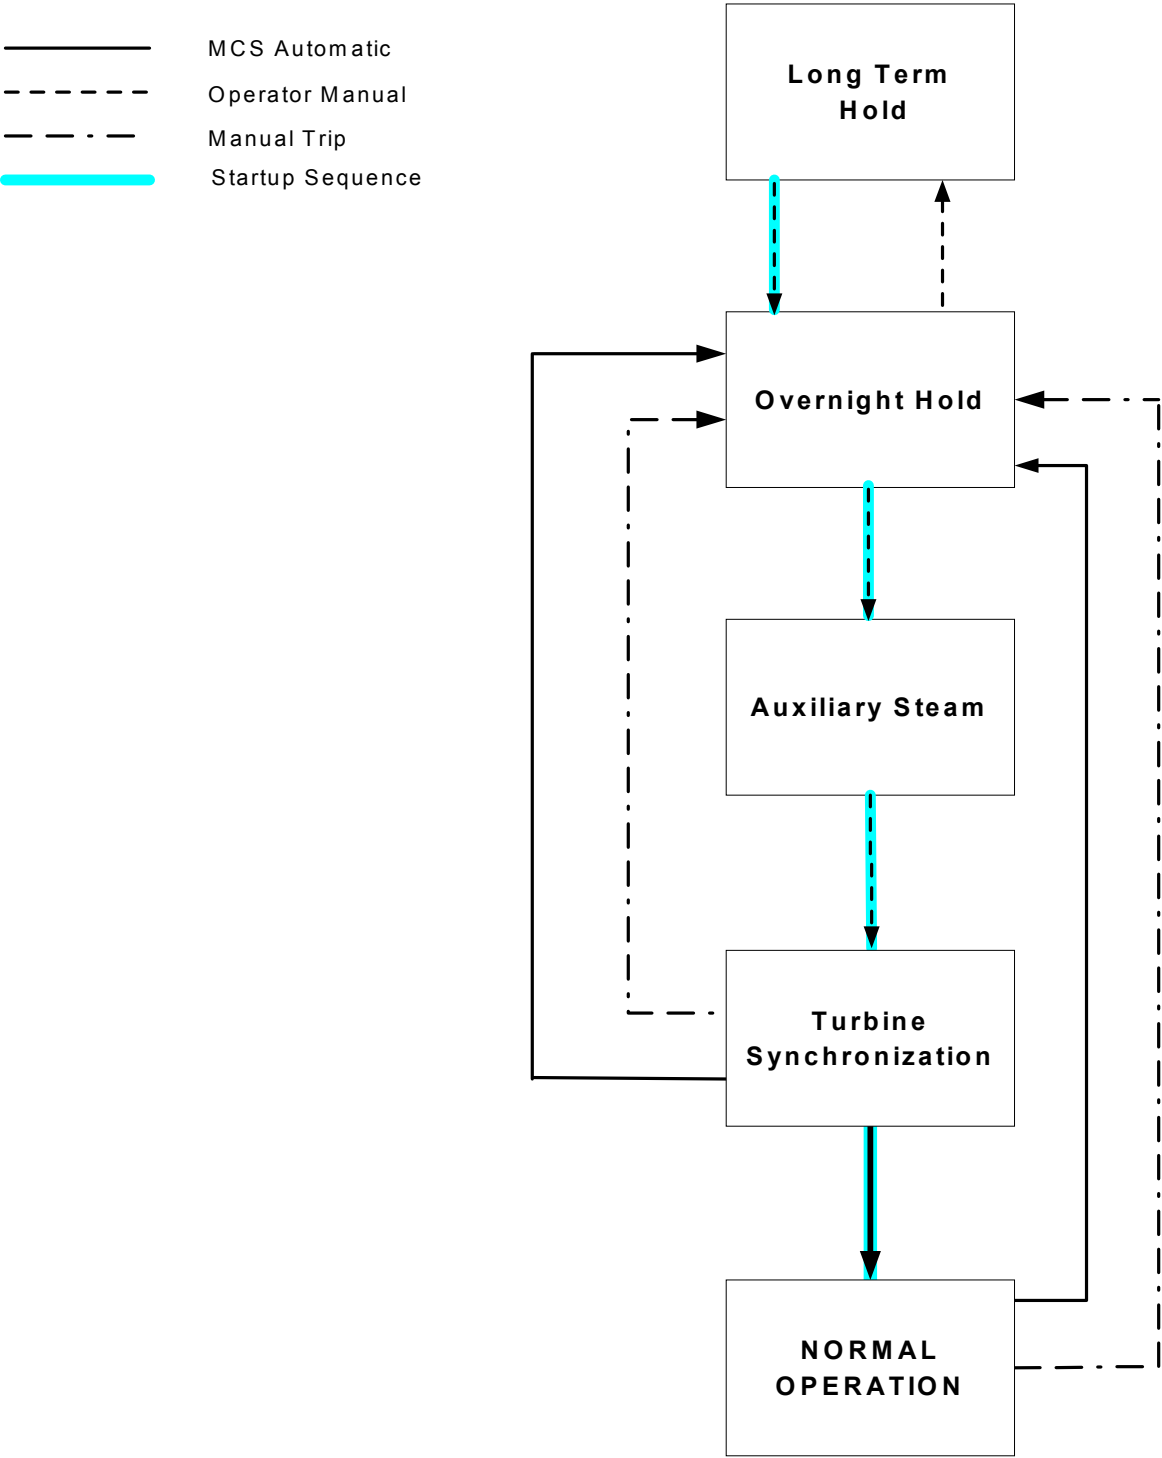 MCS Automatic
Operator Manual
Manual Trip
Startup Sequence
Long Term
Hold
Overnight Hold
Auxiliary Steam
Turbine
Synchronization
NORMAL
OPERATION